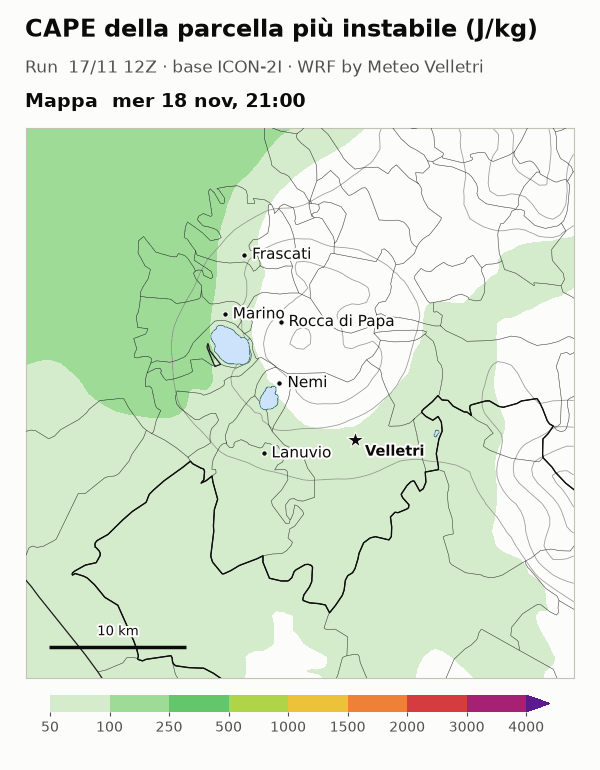 CAPE della parcella più instabile (J/kg)
Run  17/11 12Z · base ICON-2I · WRF by Meteo Velletri
Mappa  mer 18 nov, 21:00
Frascati
Marino
Rocca di Papa
Nemi
Velletri
Lanuvio
10 km
50 100 250 500 1000 1500 2000 3000 4000